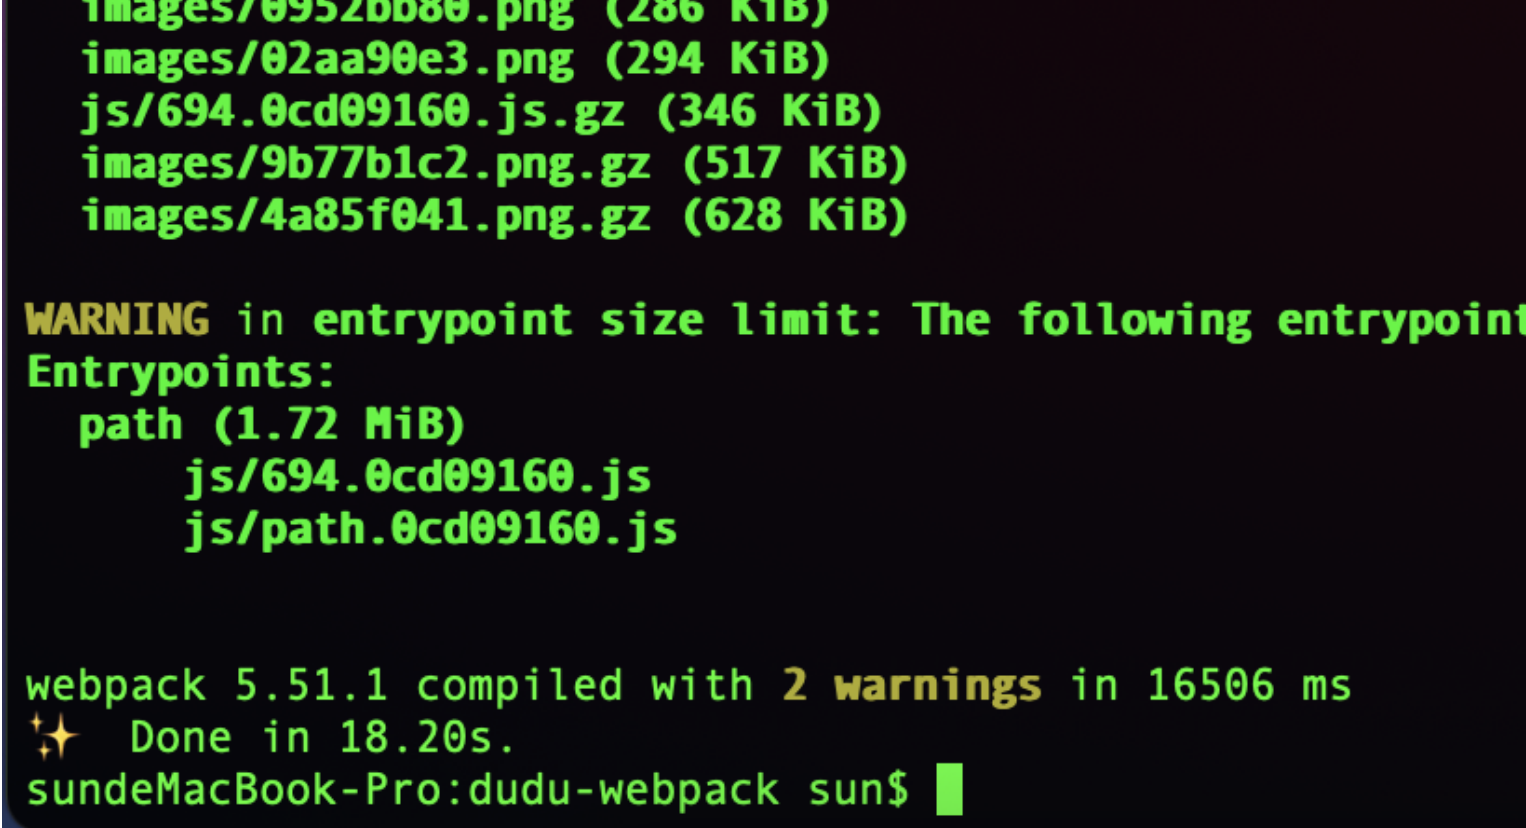 images/0952bb80.png (286 KiB)
images/02aa90e3.png (294 KiB)
js/694.0cd09160.js.gz (346 KiB)
images/9b77b1c2.png.gz (517 KiB)
images/4a85f041.png.gz (628 KiB)
WARNING in entrypoint size limit: The following entrypoint
Entrypoints:
path (1.72 MiB)
js/694.0cd09160.js
js/path.0cd09160.js
webpack 5.51.1 compiled with 2 warnings in 16506 ms
✨ Done in 18.20s.
sundeMacBook-Pro:dudu-webpack sun$